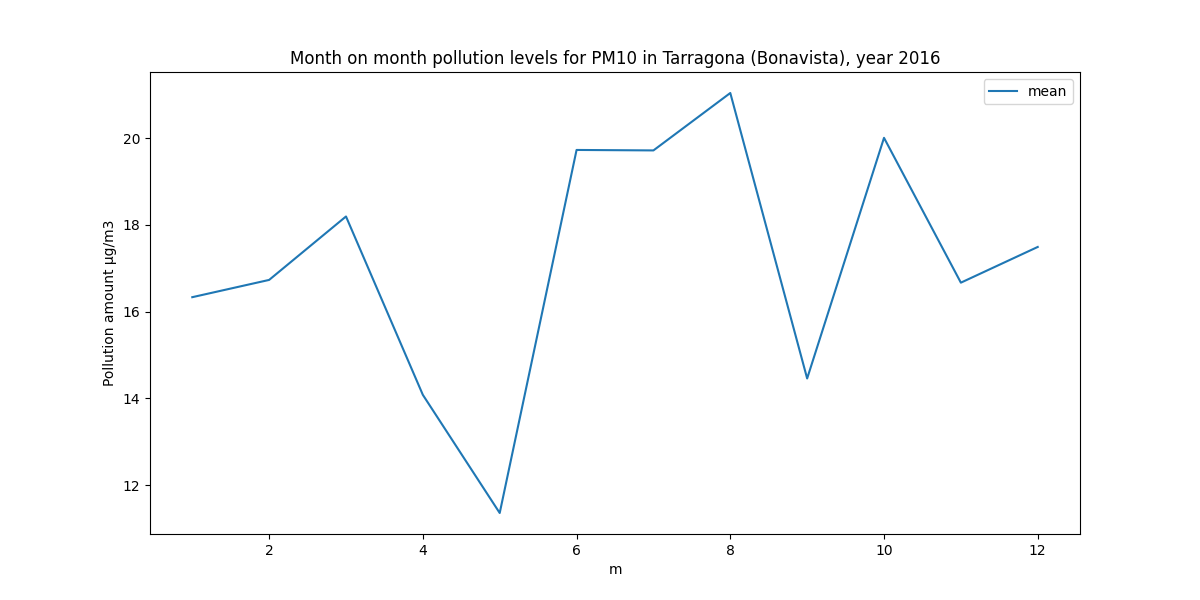 Month on month pollution levels for PM10 in Tarragona (Bonavista), year 2016
mean
Pollution amount µg/m3
20
18
16
14
12
2 4 6 8 10 12
m